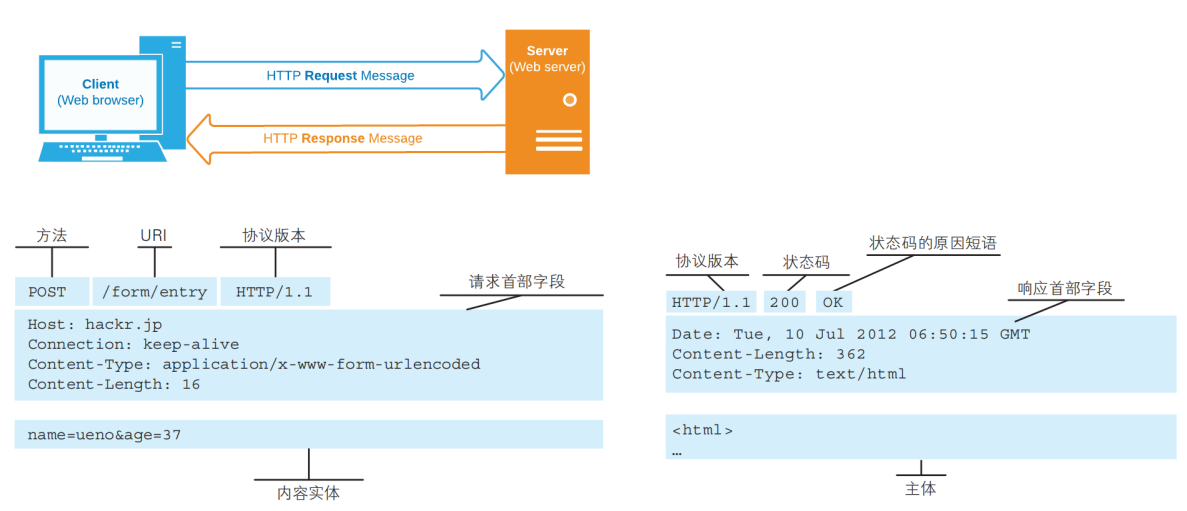 Client
(Web browser)
HTTP Request Message
HTTP Response Message
Server
(Web server)
方法 URI 协议版本
POST /form/entry HTTP/1.1
请求首部字段
Host: hackr.jp
Connection: keep-alive
Content-Type: application/x-www-form-urlencoded
Content-Length: 16
name=ueno&age=37
内容实体
状态码的原因短语
协议版本 状态码
HTTP/1.1 200 OK
响应首部字段
Date: Tue, 10 Jul 2012 06:50:15 GMT
Content-Length: 362
Content-Type: text/html
<html>
…
主体